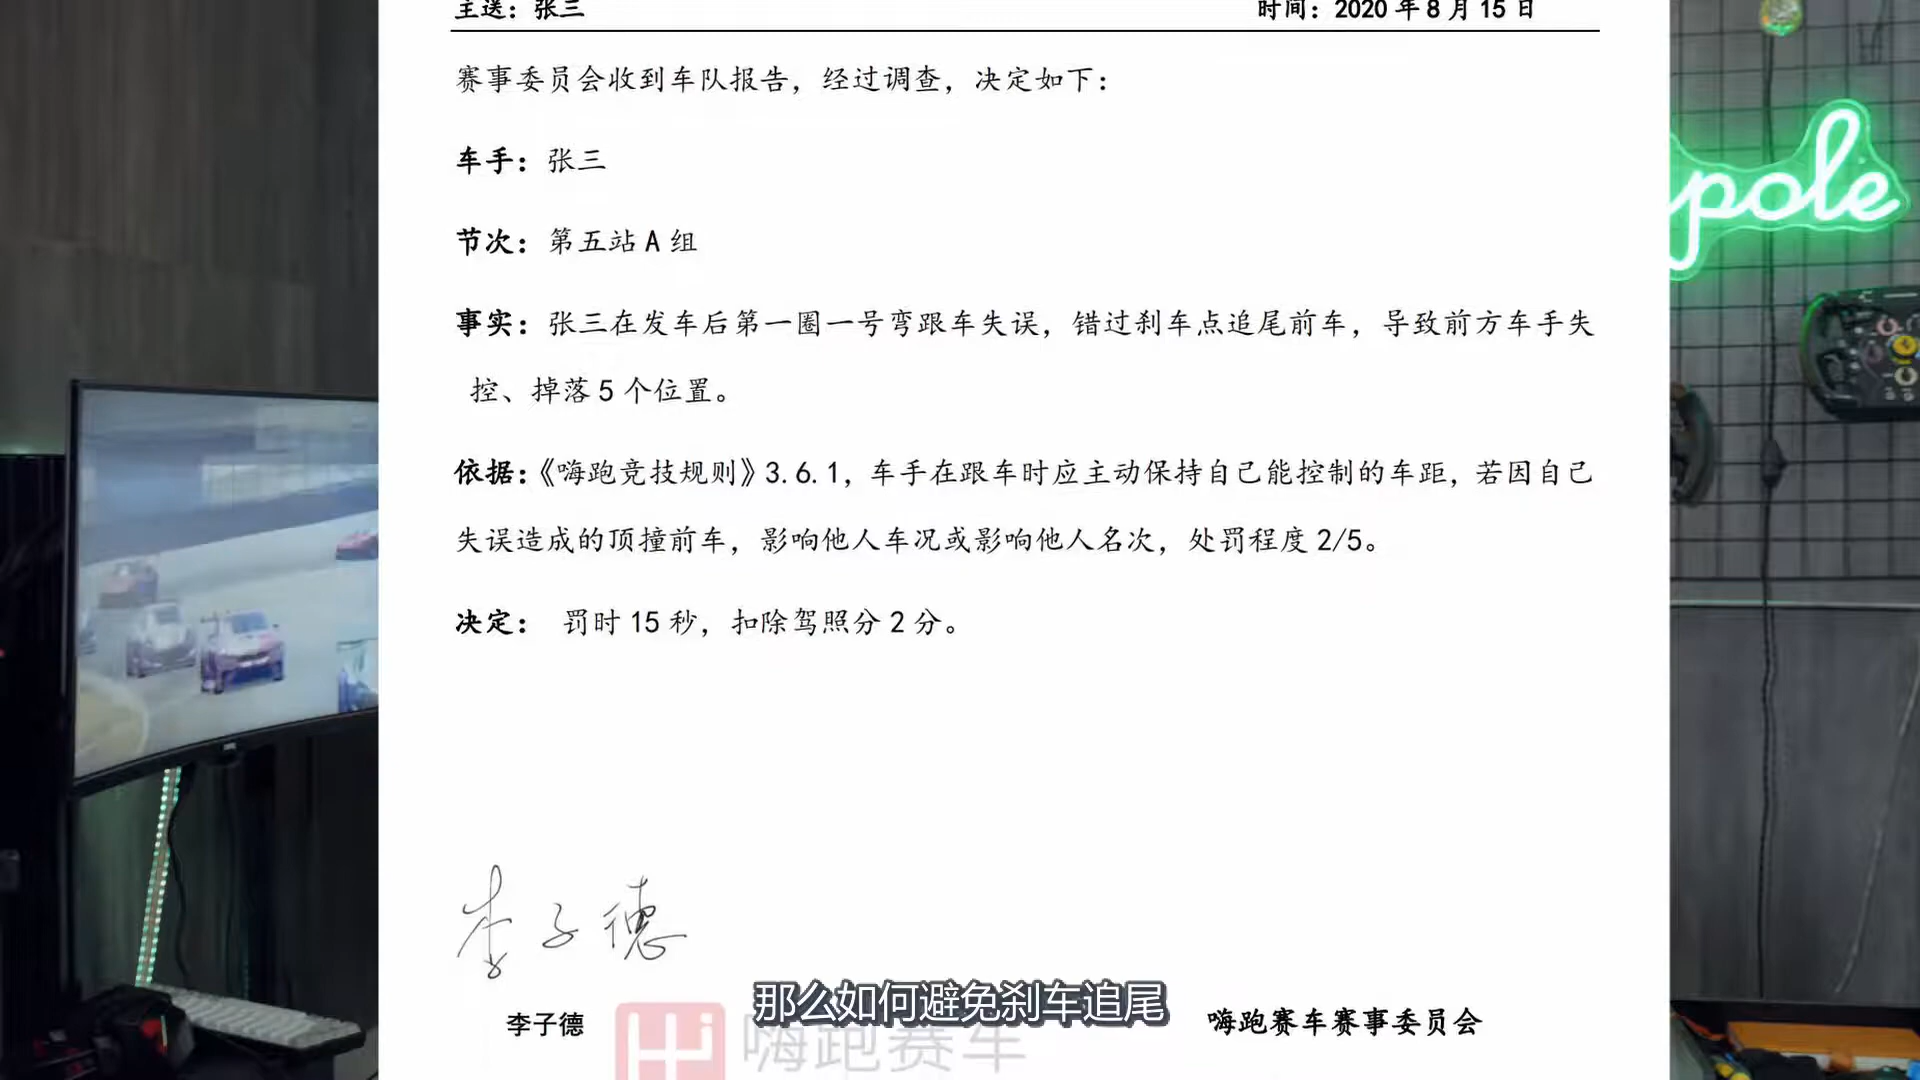 主送：张三 时间：2020 年 8 月 15 日
赛事委员会收到车队报告，经过调查，决定如下：
车手：张三
节次：第五站 A 组
事实：张三在发车后第一圈一号弯跟车失误，错过刹车点追尾前车，导致前方车手失
控、掉落 5 个位置。
依据：《嗨跑竞技规则》3.6.1，车手在跟车时应主动保持自己能控制的车距，若因自己
失误造成的顶撞前车，影响他人车况或影响他人名次，处罚程度 2/5。
决定： 罚时 15 秒，扣除驾照分 2 分。
pole
李子德
李子德
嗨跑赛车赛事委员会
那么如何避免刹车追尾
Hi 嗨跑赛车